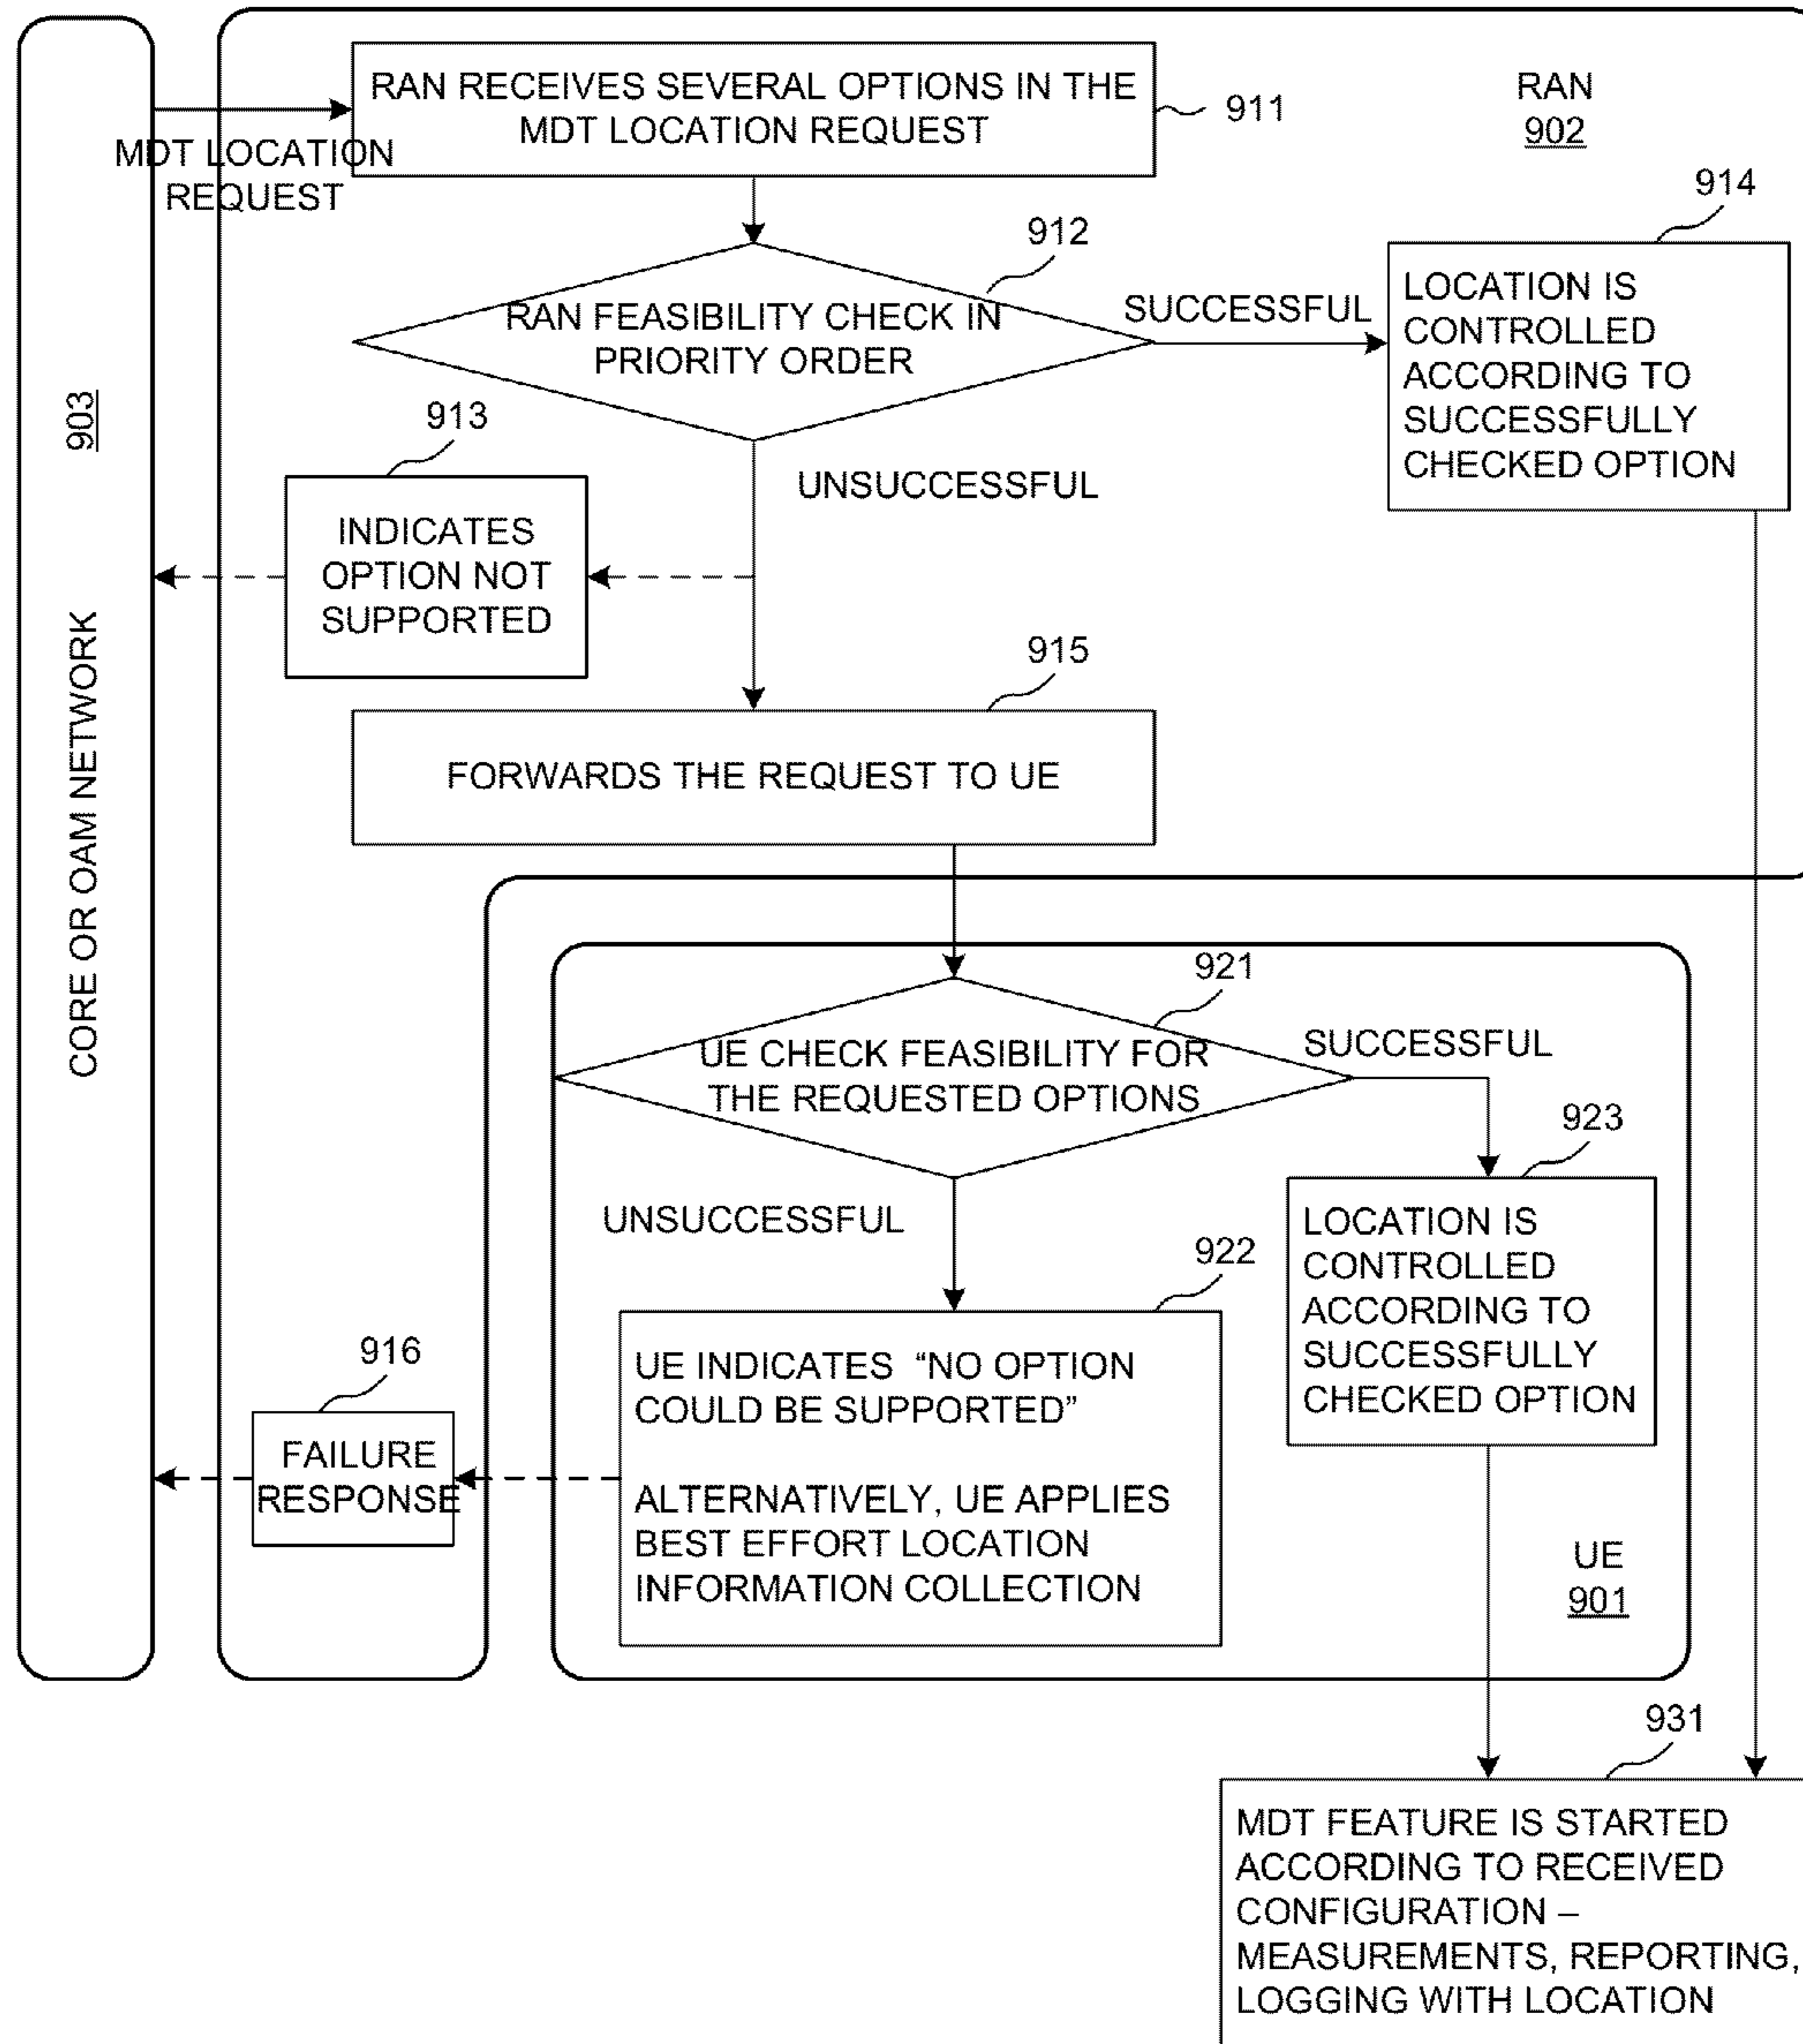 RAN RECEIVES SEVERAL OPTIONS IN THE
MDT LOCATION REQUEST
911
RAN
902
MDT LOCATION
REQUEST
914
912
RAN FEASIBILITY CHECK IN
PRIORITY ORDER
SUCCESSFUL
LOCATION IS
CONTROLLED
ACCORDING TO
SUCCESSFULLY
CHECKED OPTION
903
CORE OR OAM NETWORK
913
UNSUCCESSFUL
INDICATES
OPTION NOT
SUPPORTED
915
FORWARDS THE REQUEST TO UE
921
UE CHECK FEASIBILITY FOR
THE REQUESTED OPTIONS
SUCCESSFUL
923
UNSUCCESSFUL
LOCATION IS
CONTROLLED
ACCORDING TO
SUCCESSFULLY
CHECKED OPTION
922
UE INDICATES “NO OPTION
COULD BE SUPPORTED”
ALTERNATIVELY, UE APPLIES
BEST EFFORT LOCATION
INFORMATION COLLECTION
916
FAILURE
RESPONSE
UE
901
931
MDT FEATURE IS STARTED
ACCORDING TO RECEIVED
CONFIGURATION –
MEASUREMENTS, REPORTING,
LOGGING WITH LOCATION